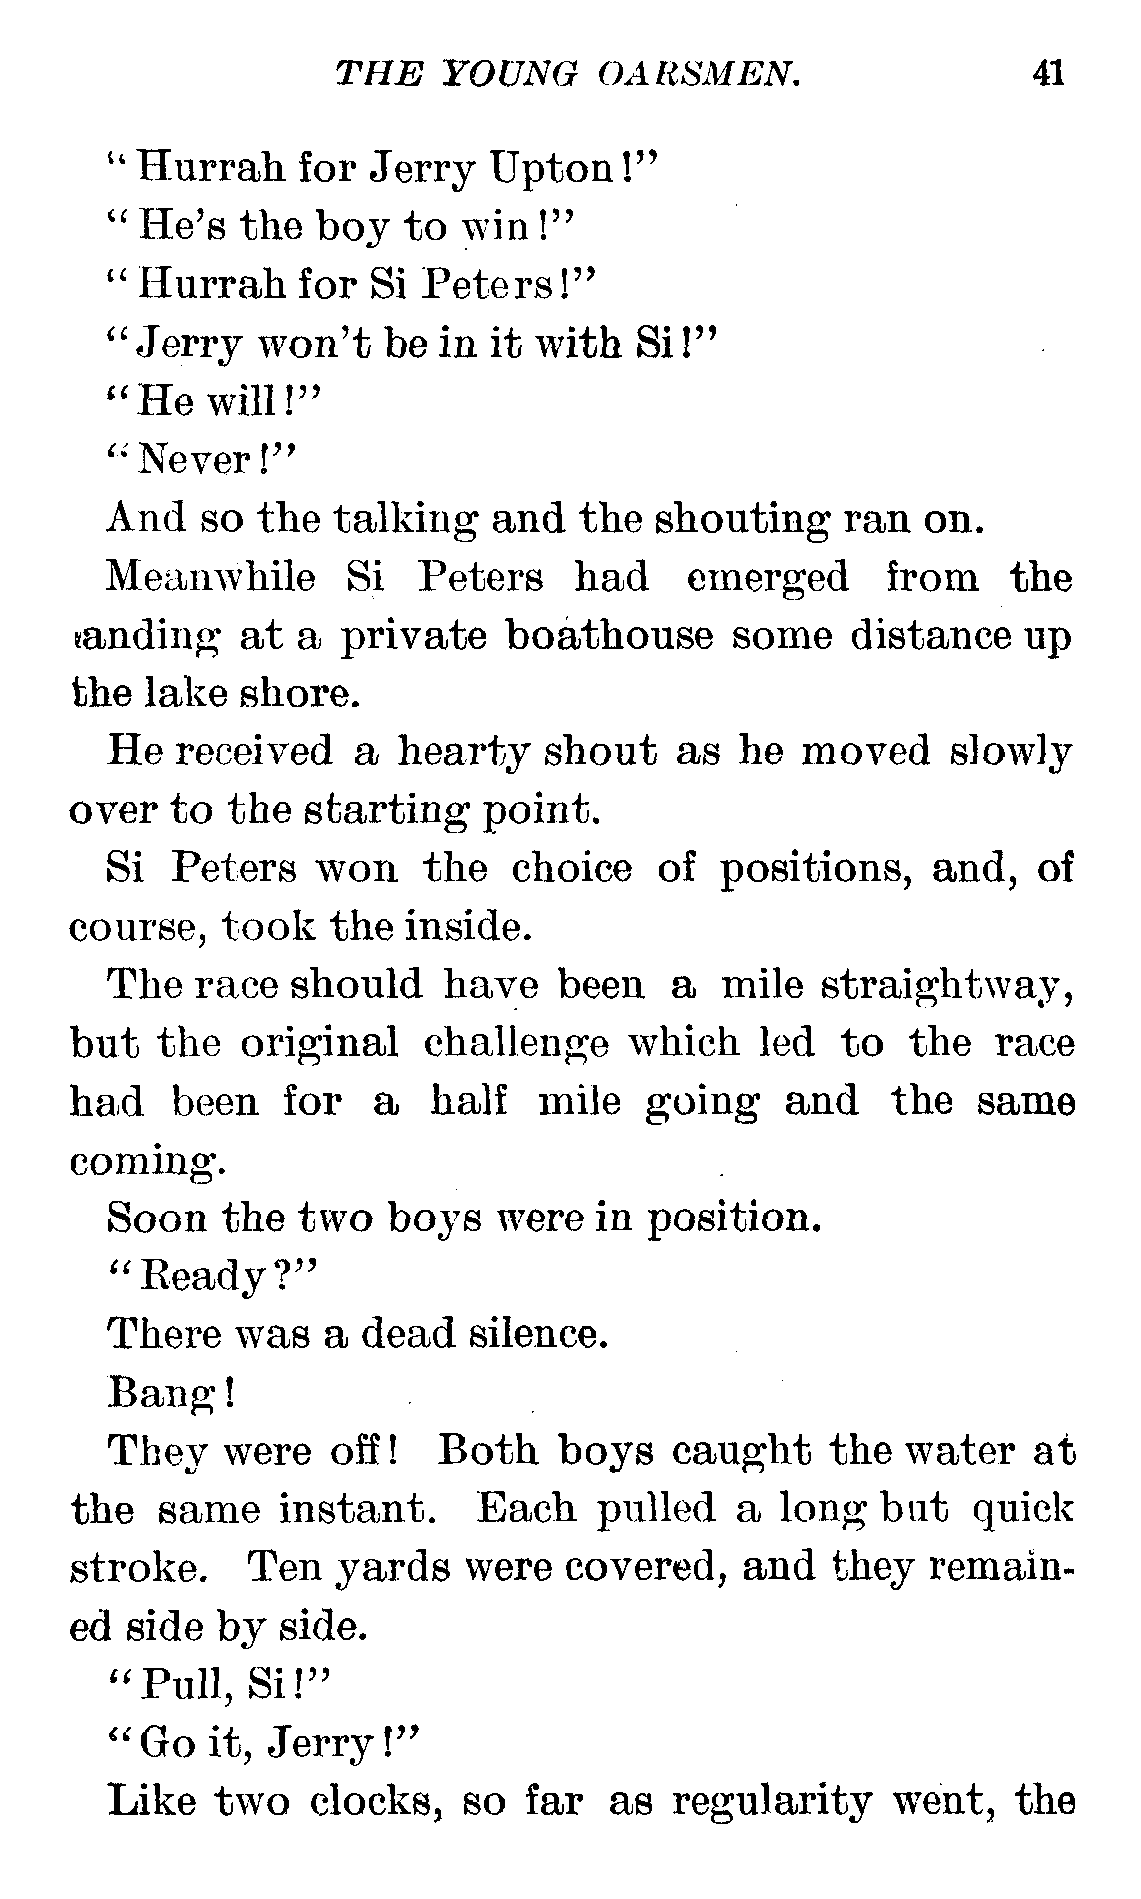 THE YOUNG OARSMEN. 41
"Hurrah for Jerry Upton!"
"He's the boy to win!"
"Hurrah for Si Peters!"
"Jerry won't be in it with Si!"
"He will!"
"Never!"
And so the talking and the shouting ran on.
Meanwhile Si Peters had emerged from the
landing at a private boathouse some distance up
the lake shore.
He received a hearty shout as he moved slowly
over to the starting point.
Si Peters won the choice of positions, and, of
course, took the inside.
The race should have been a mile straightway,
but the original challenge which led to the race
had been for a half mile going and the same
coming.
Soon the two boys were in position.
"Ready?"
There was a dead silence.
Bang!
They were off! Both boys caught the water at
the same instant. Each pulled a long but quick
stroke. Ten yards were covered, and they remain-
ed side by side.
"Pull, Si!"
"Go it, Jerry!"
Like two clocks, so far as regularity went, the